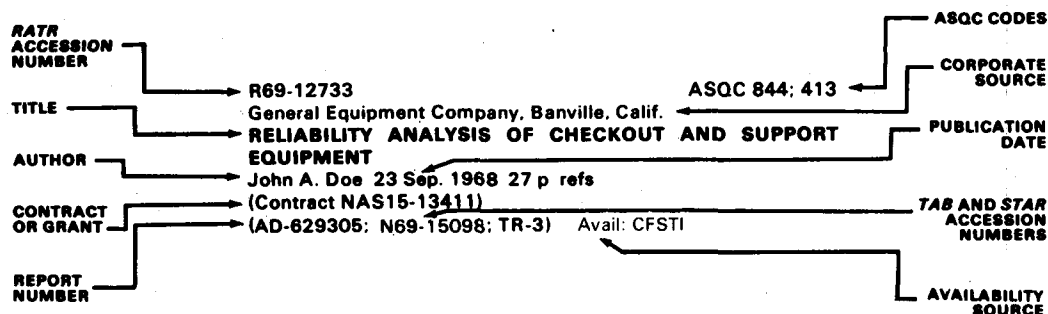 RATR
ACCESSION
NUMBER
ASQC CODES
R69-12733 ASQC 844; 413
CORPORATE
SOURCE
General Equipment Company, Banville, Calif.
TITLE
RELIABILITY ANALYSIS OF CHECKOUT AND SUPPORT
EQUIPMENT
PUBLICATION
DATE
AUTHOR
John A. Doe 23 Sep. 1968 27 p refs
CONTRACT
OR GRANT
(Contract NAS15-13411)
(AD-629305; N69-15098; TR-3) Avail: CFSTI
TAB AND STAR
ACCESSION
NUMBERS
REPORT
NUMBER
AVAILABILITY
SOURCE